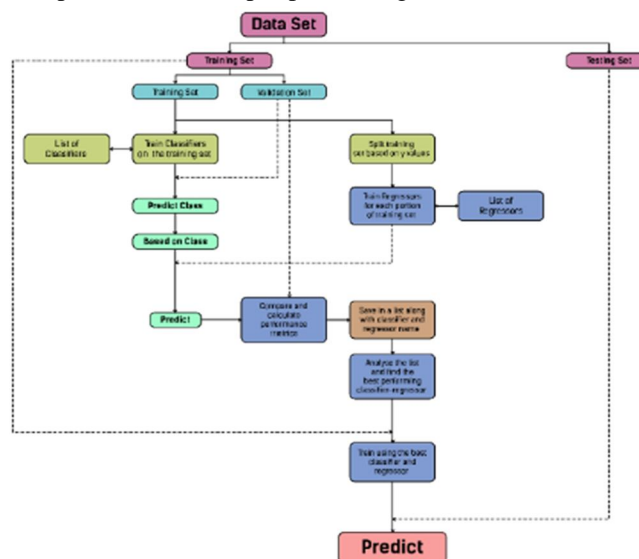 Data Set
Training Set
Testing Set
Training Set
Validation Set
List of
Classifiers
Train Classifiers
on the training set
Split training
set based on y values
Predict Class
Train Regressors
for each portion
of training set
List of
Regressors
Based on Class
Predict
Compare and
calculate
performance
metrics
Save in a list along
with classifier and
regressor name
Analyse the list
and find the
best performing
classifier-regressor
Train using the best
classifier and
regressor
Predict